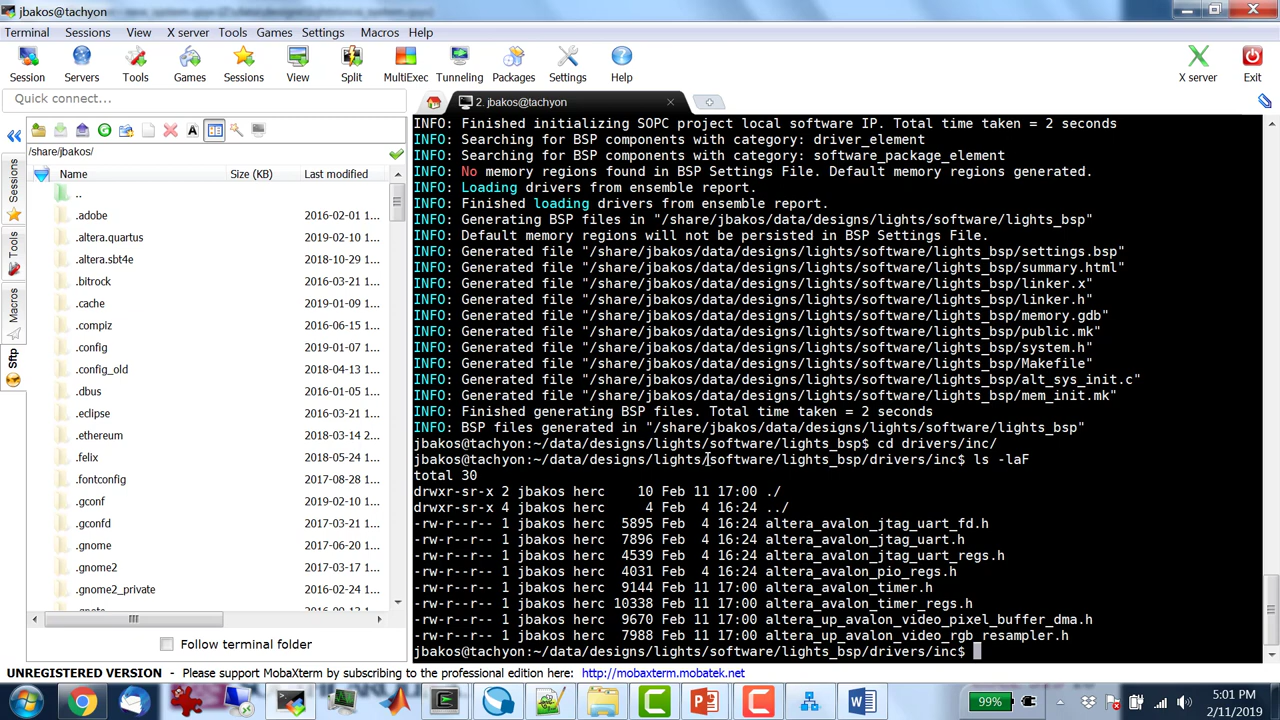 jbakos@tachyon
Terminal Sessions View X server Tools Games Settings Macros Help
Session Servers Tools Games Sessions View Split MultiExec Tunneling Packages Settings Help X server Exit
Quick connect...
2. jbakos@tachyon
/share/jbakos/
Name Size (KB) Last modified
..
.adobe 2016-02-01 1...
.altera.quartus 2019-02-10 1...
.altera.sbt4e 2018-10-29 1...
.bitrock 2016-03-21 1...
.cache 2016-03-21 1...
.compiz 2016-06-15 1...
.config 2019-01-07 1...
.config_old 2018-04-13 1...
.dbus 2016-01-05 1...
.eclipse 2016-03-21 1...
.ethereum 2018-03-14 2...
.felix 2018-05-24 1...
.fontconfig 2017-08-28 1...
.gconf 2017-03-21 1...
.gconfd 2017-03-21 1...
.gnome 2017-06-20 1...
.gnome2 2017-03-17 1...
.gnome2_private 2016-02-24 1...
Sessions
Tools
Macros
Sftp
Follow terminal folder
INFO: Finished initializing SOPC project local software IP. Total time taken = 2 seconds
INFO: Searching for BSP components with category: driver_element
INFO: Searching for BSP components with category: software_package_element
INFO: No memory regions found in BSP Settings File. Default memory regions generated.
INFO: Loading drivers from ensemble report.
INFO: Finished loading drivers from ensemble report.
INFO: Generating BSP files in "/share/jbakos/data/designs/lights/software/lights_bsp"
INFO: Default memory regions will not be persisted in BSP Settings File.
INFO: Generated file "/share/jbakos/data/designs/lights/software/lights_bsp/settings.bsp"
INFO: Generated file "/share/jbakos/data/designs/lights/software/lights_bsp/summary.html"
INFO: Generated file "/share/jbakos/data/designs/lights/software/lights_bsp/linker.x"
INFO: Generated file "/share/jbakos/data/designs/lights/software/lights_bsp/linker.h"
INFO: Generated file "/share/jbakos/data/designs/lights/software/lights_bsp/memory.gdb"
INFO: Generated file "/share/jbakos/data/designs/lights/software/lights_bsp/public.mk"
INFO: Generated file "/share/jbakos/data/designs/lights/software/lights_bsp/system.h"
INFO: Generated file "/share/jbakos/data/designs/lights/software/lights_bsp/Makefile"
INFO: Generated file "/share/jbakos/data/designs/lights/software/lights_bsp/alt_sys_init.c"
INFO: Generated file "/share/jbakos/data/designs/lights/software/lights_bsp/mem_init.mk"
INFO: Finished generating BSP files. Total time taken = 2 seconds
INFO: BSP files generated in "/share/jbakos/data/designs/lights/software/lights_bsp"
jbakos@tachyon:~/data/designs/lights/software/lights_bsp$ cd drivers/inc/
jbakos@tachyon:~/data/designs/lights/software/lights_bsp/drivers/inc$ ls -laF
total 30
drwxr-sr-x 2 jbakos herc 10 Feb 11 17:00 ./
drwxr-sr-x 4 jbakos herc 4 Feb 4 16:24 ../
-rw-r--r-- 1 jbakos herc 5895 Feb 4 16:24 altera_avalon_jtag_uart_fd.h
-rw-r--r-- 1 jbakos herc 7896 Feb 4 16:24 altera_avalon_jtag_uart.h
-rw-r--r-- 1 jbakos herc 4539 Feb 4 16:24 altera_avalon_jtag_uart_regs.h
-rw-r--r-- 1 jbakos herc 4031 Feb 4 16:24 altera_avalon_pio_regs.h
-rw-r--r-- 1 jbakos herc 9144 Feb 11 17:00 altera_avalon_timer.h
-rw-r--r-- 1 jbakos herc 10338 Feb 11 17:00 altera_avalon_timer_regs.h
-rw-r--r-- 1 jbakos herc 9670 Feb 11 17:00 altera_up_avalon_video_pixel_buffer_dma.h
-rw-r--r-- 1 jbakos herc 7988 Feb 11 17:00 altera_up_avalon_video_rgb_resampler.h
jbakos@tachyon:~/data/designs/lights/software/lights_bsp/drivers/inc$
UNREGISTERED VERSION - Please support MobaXterm by subscribing to the professional edition here: http://mobaxterm.mobatek.net
99%
5:01 PM
2/11/2019